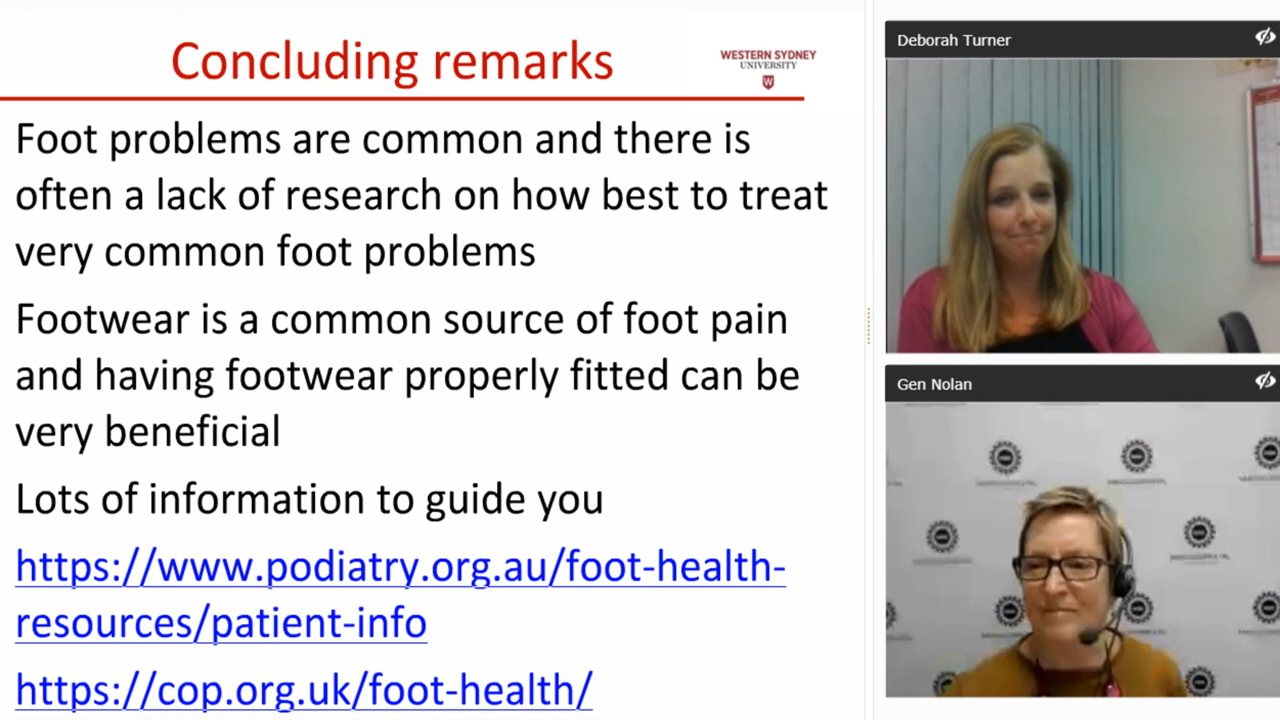 Concluding remarks
WESTERN SYDNEY
UNIVERSITY
W
Foot problems are common and there is
often a lack of research on how best to treat
very common foot problems
Footwear is a common source of foot pain
and having footwear properly fitted can be
very beneficial
Lots of information to guide you
https://www.podiatry.org.au/foot-health-
resources/patient-info
https://cop.org.uk/foot-health/
Deborah Turner
Gen Nolan